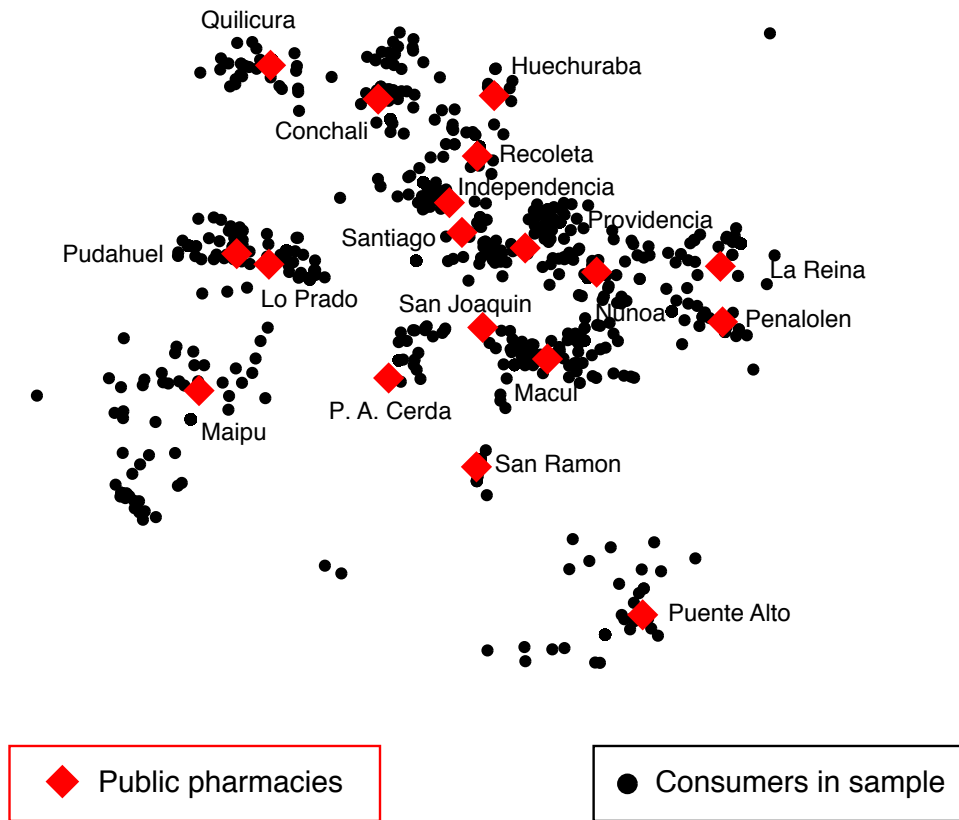 Quilicura
Huechuraba
Conchali
Recoleta
Independencia
Providencia
Santiago
Pudahuel
La Reina
Lo Prado
San Joaquin
Nunoa
Penalolen
Macul
P. A. Cerda
Maipu
San Ramon
Puente Alto
Public pharmacies
Consumers in sample